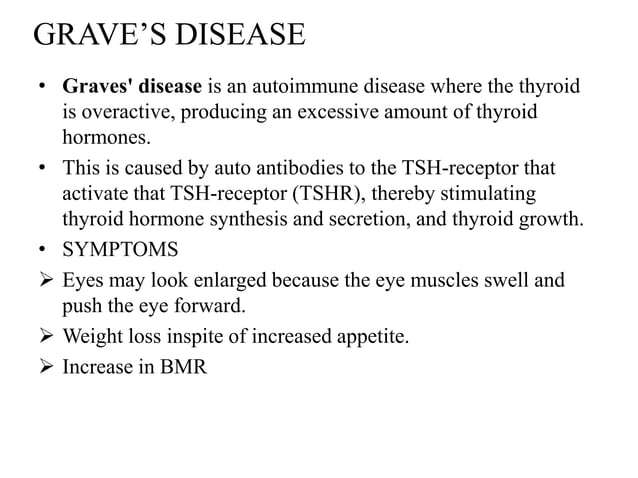 GRAVE’S DISEASE
• Graves' disease is an autoimmune disease where the thyroid
is overactive, producing an excessive amount of thyroid
hormones.
• This is caused by auto antibodies to the TSH-receptor that
activate that TSH-receptor (TSHR), thereby stimulating
thyroid hormone synthesis and secretion, and thyroid growth.
• SYMPTOMS
➢ Eyes may look enlarged because the eye muscles swell and
push the eye forward.
➢ Weight loss inspite of increased appetite.
➢ Increase in BMR